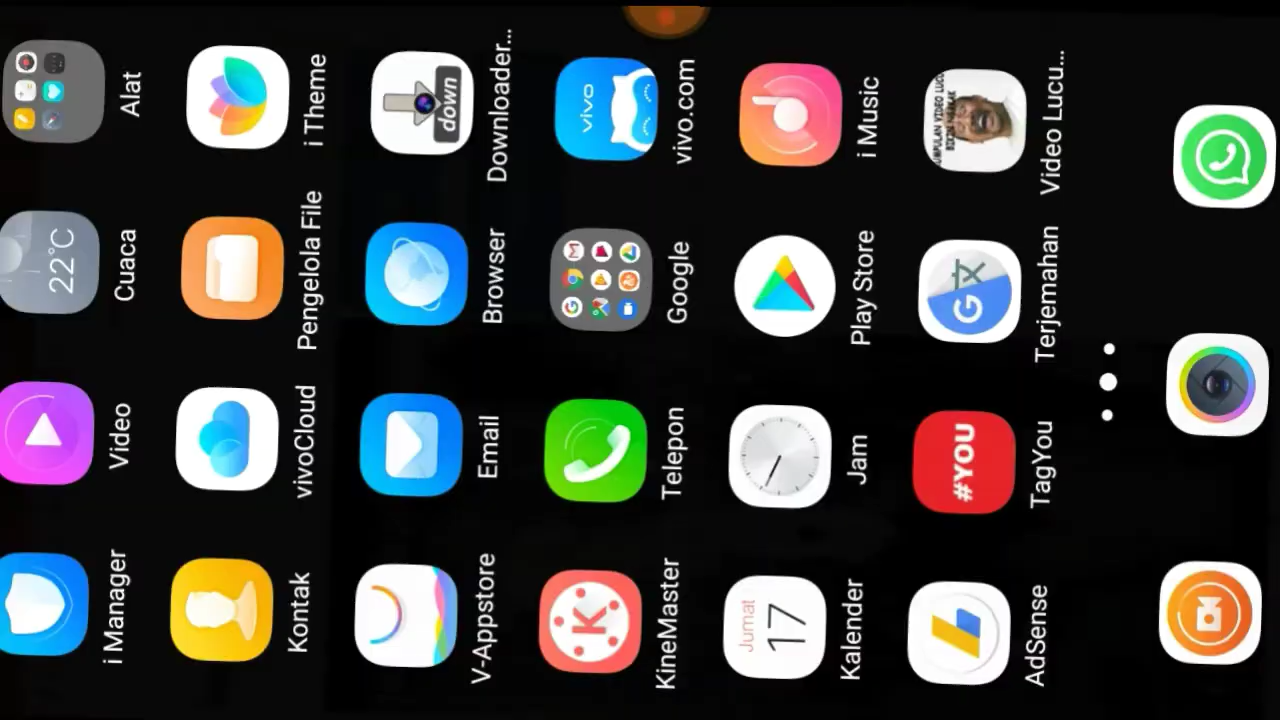 22°C
i Manager Video Cuaca Alat
Kontak vivoCloud Pengelola File i Theme
down
V-Appstore Email Browser Downloader...
K vivo
KineMaster Telepon Google vivo.com
Jumat
17
Kalender Jam Play Store i Music
#YOU G VIDEO
AdSense TagYou Terjemahan Video Lucu...